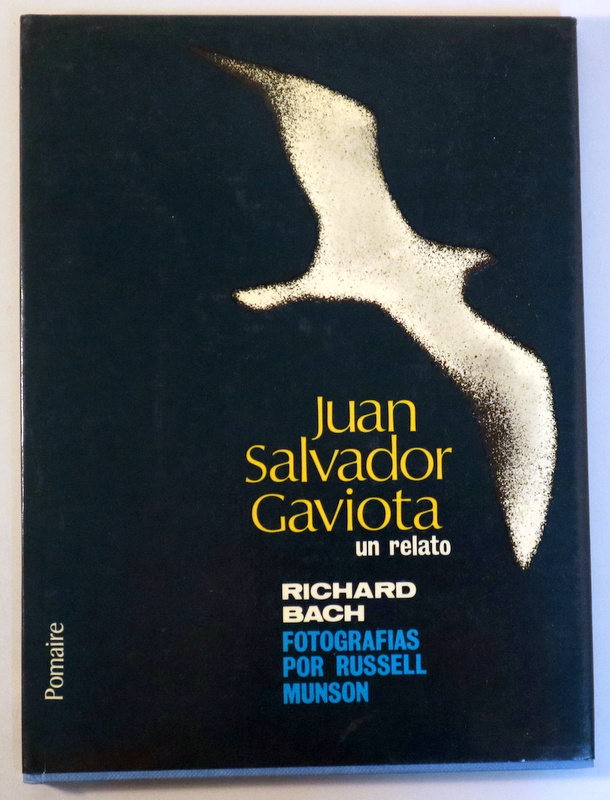 Juan
Salvador
Gaviota
un relato
RICHARD
BACH
FOTOGRAFIAS
POR RUSSELL
MUNSON
Pomaire